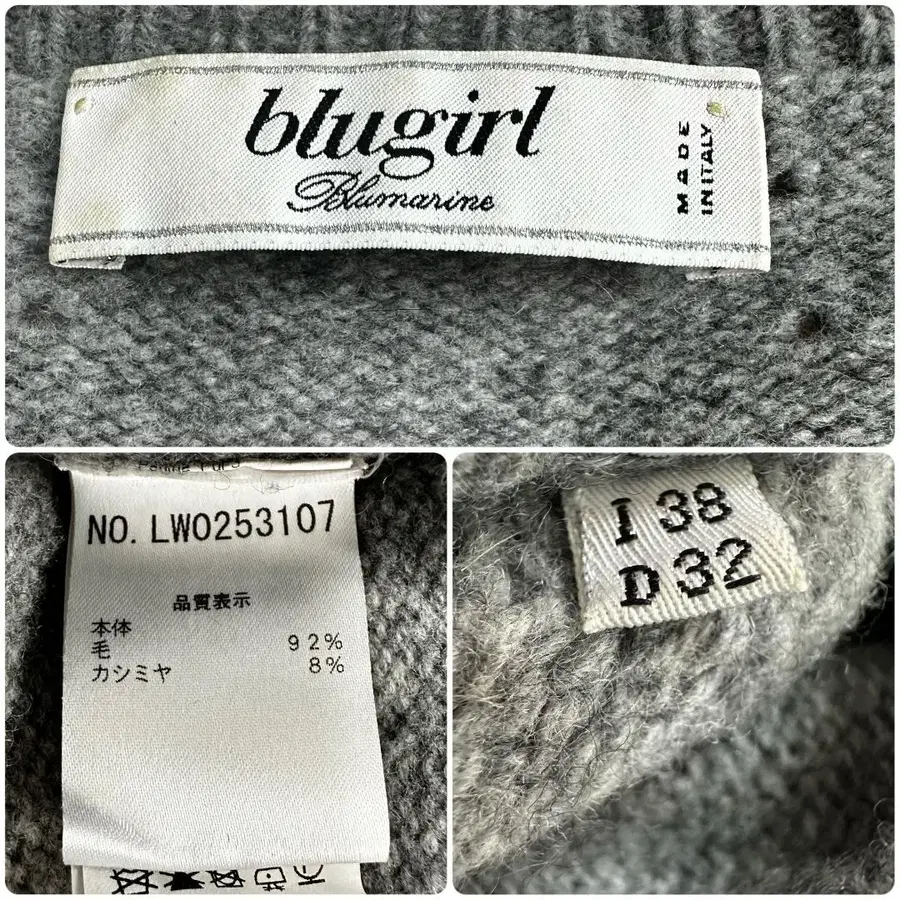 blugirl
Blumarine
MADE
IN ITALY
NO. LW0253107
品質表示
本体
毛 92%
カシミヤ 8%
I 38
D 32